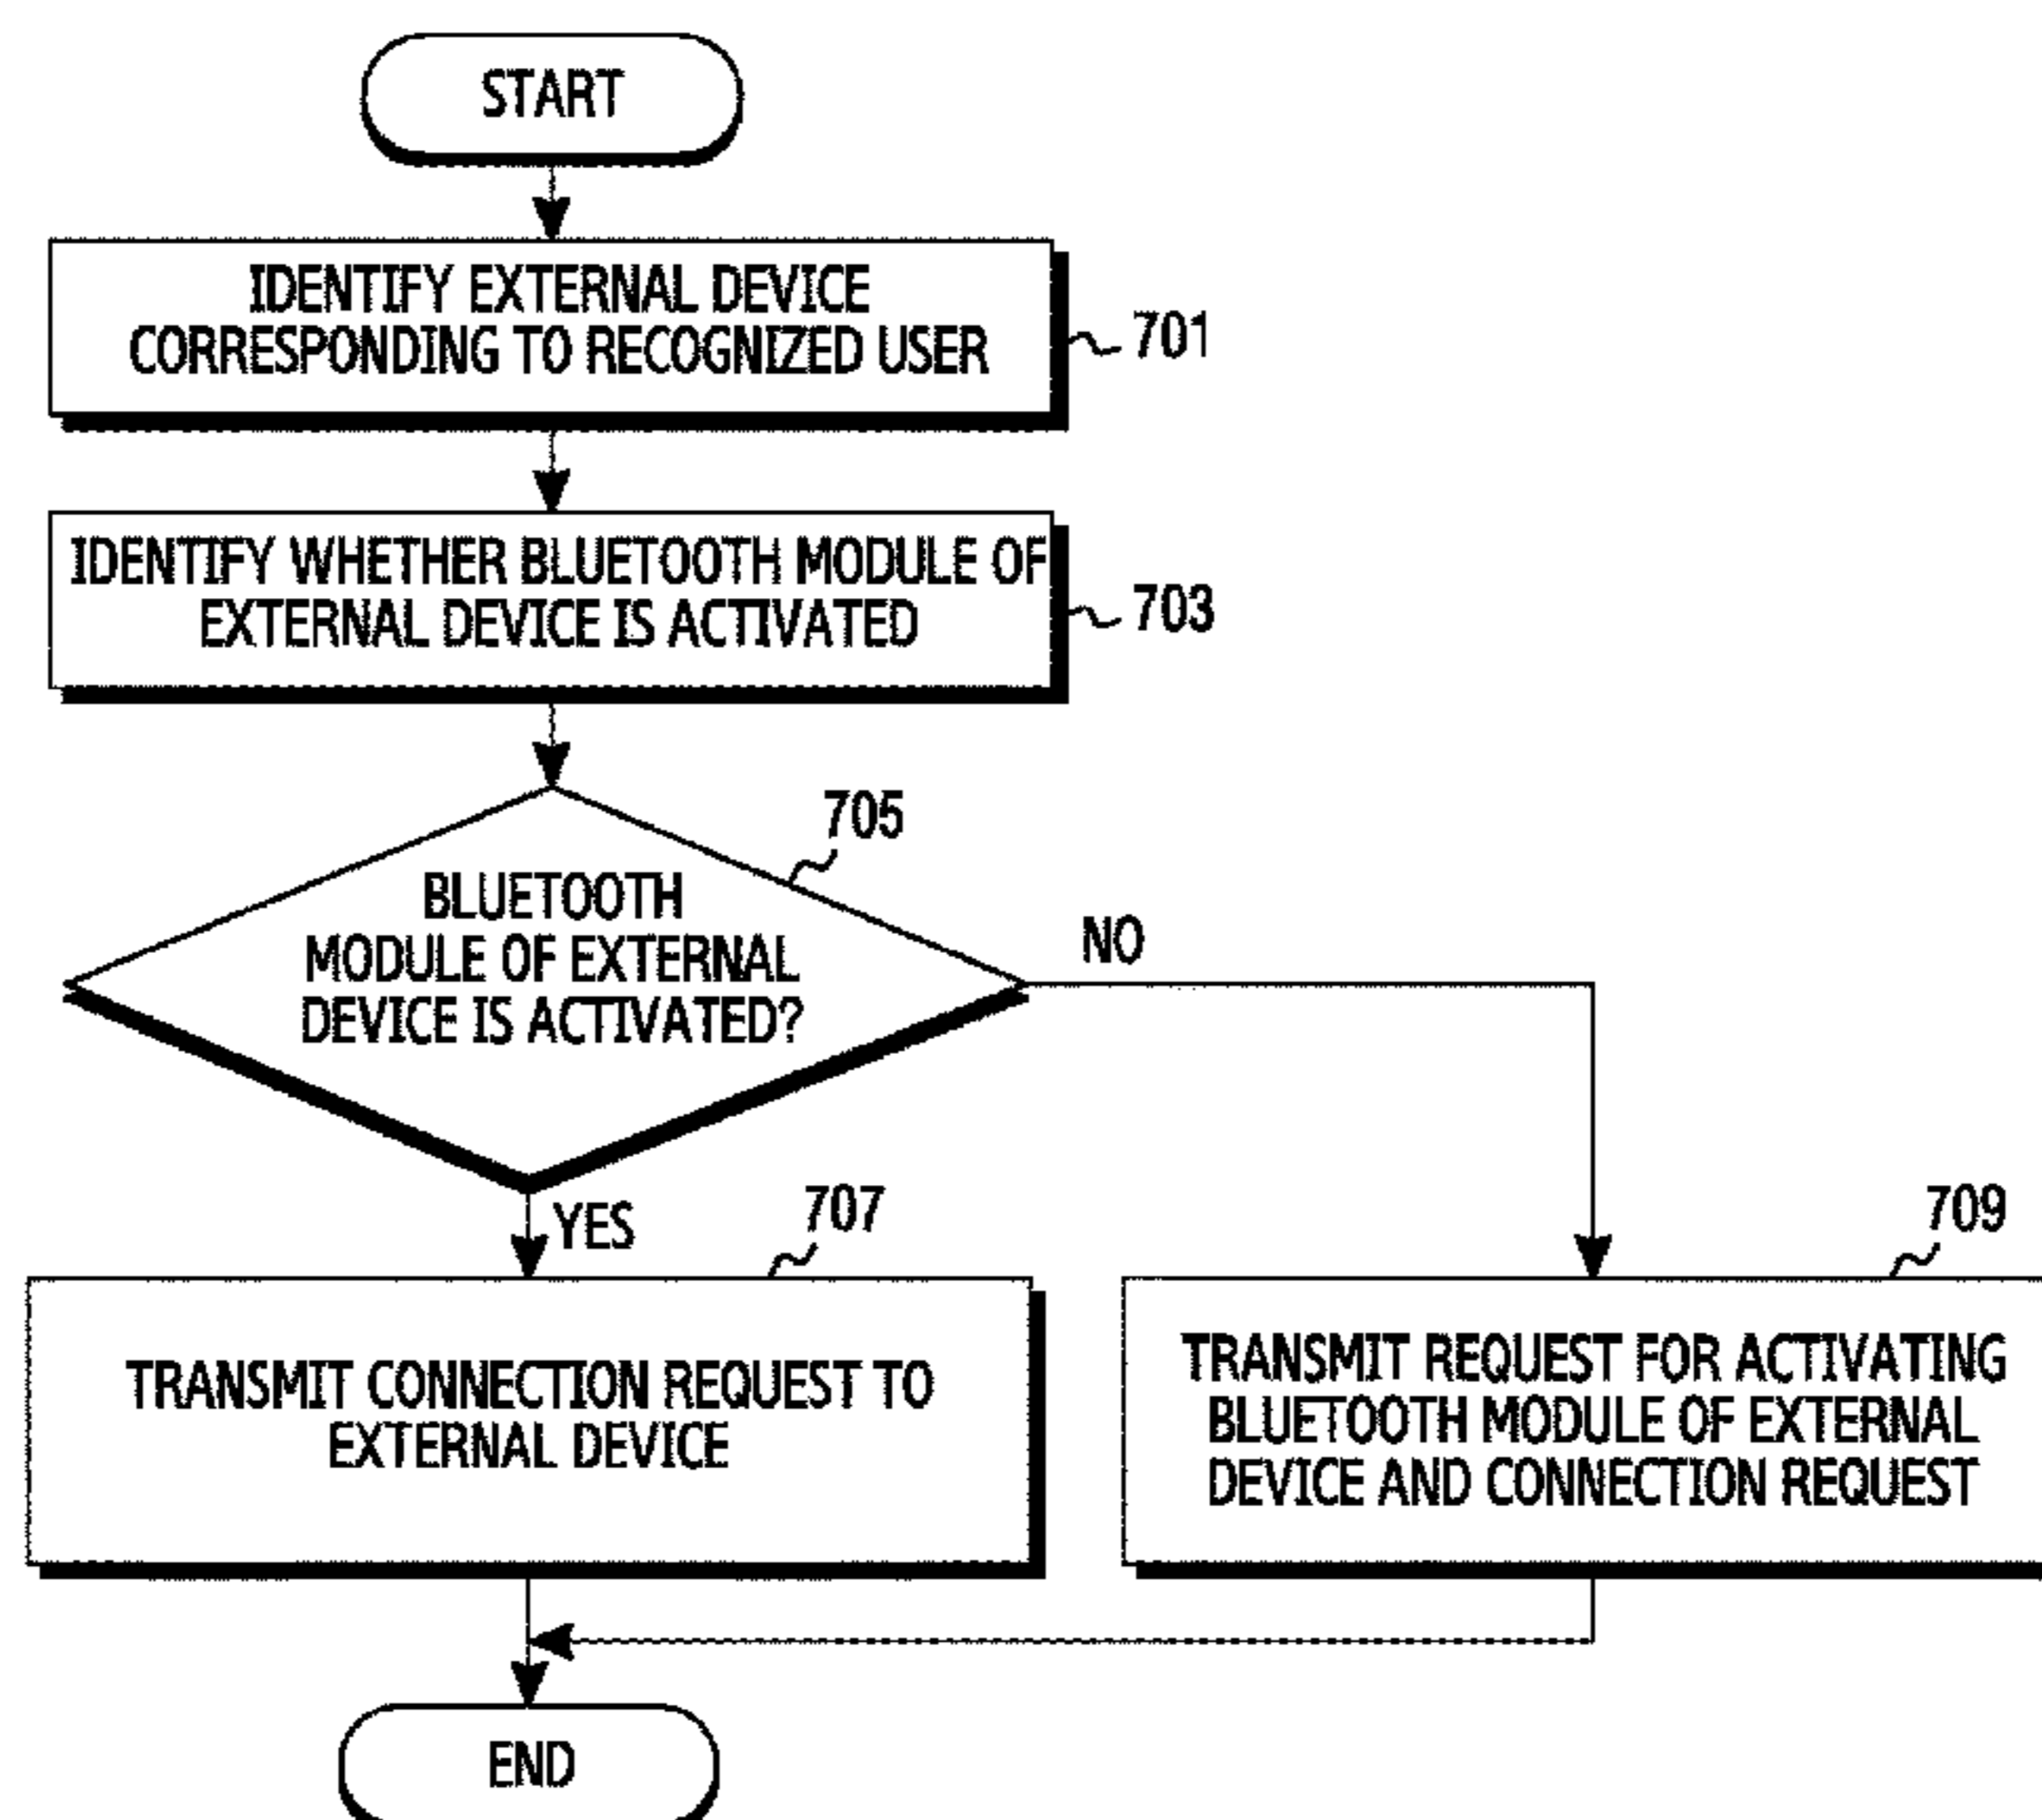 START
IDENTIFY EXTERNAL DEVICE
CORRESPONDING TO RECOGNIZED USER
701
IDENTIFY WHETHER BLUETOOTH MODULE OF
EXTERNAL DEVICE IS ACTIVATED
703
705
BLUETOOTH
MODULE OF EXTERNAL
DEVICE IS ACTIVATED?
NO
YES
707
TRANSMIT CONNECTION REQUEST TO
EXTERNAL DEVICE
709
TRANSMIT REQUEST FOR ACTIVATING
BLUETOOTH MODULE OF EXTERNAL
DEVICE AND CONNECTION REQUEST
END